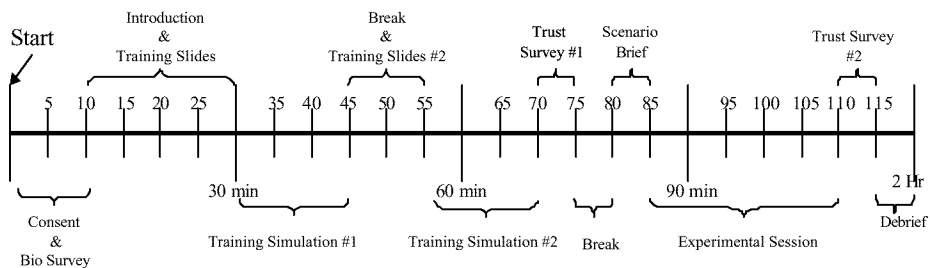 Introduction
&
Training Slides
Break
&
Training Slides #2
Trust
Survey #1
Scenario
Brief
Trust Survey
#2
Start
5 10 15 20 25 35 40 45 50 55 65 70 75 80 85 95 100 105 110 115
30 min 60 min 90 min 2 Hr
Consent
&
Bio Survey
Training Simulation #1
Training Simulation #2
Break
Experimental Session
Debrief